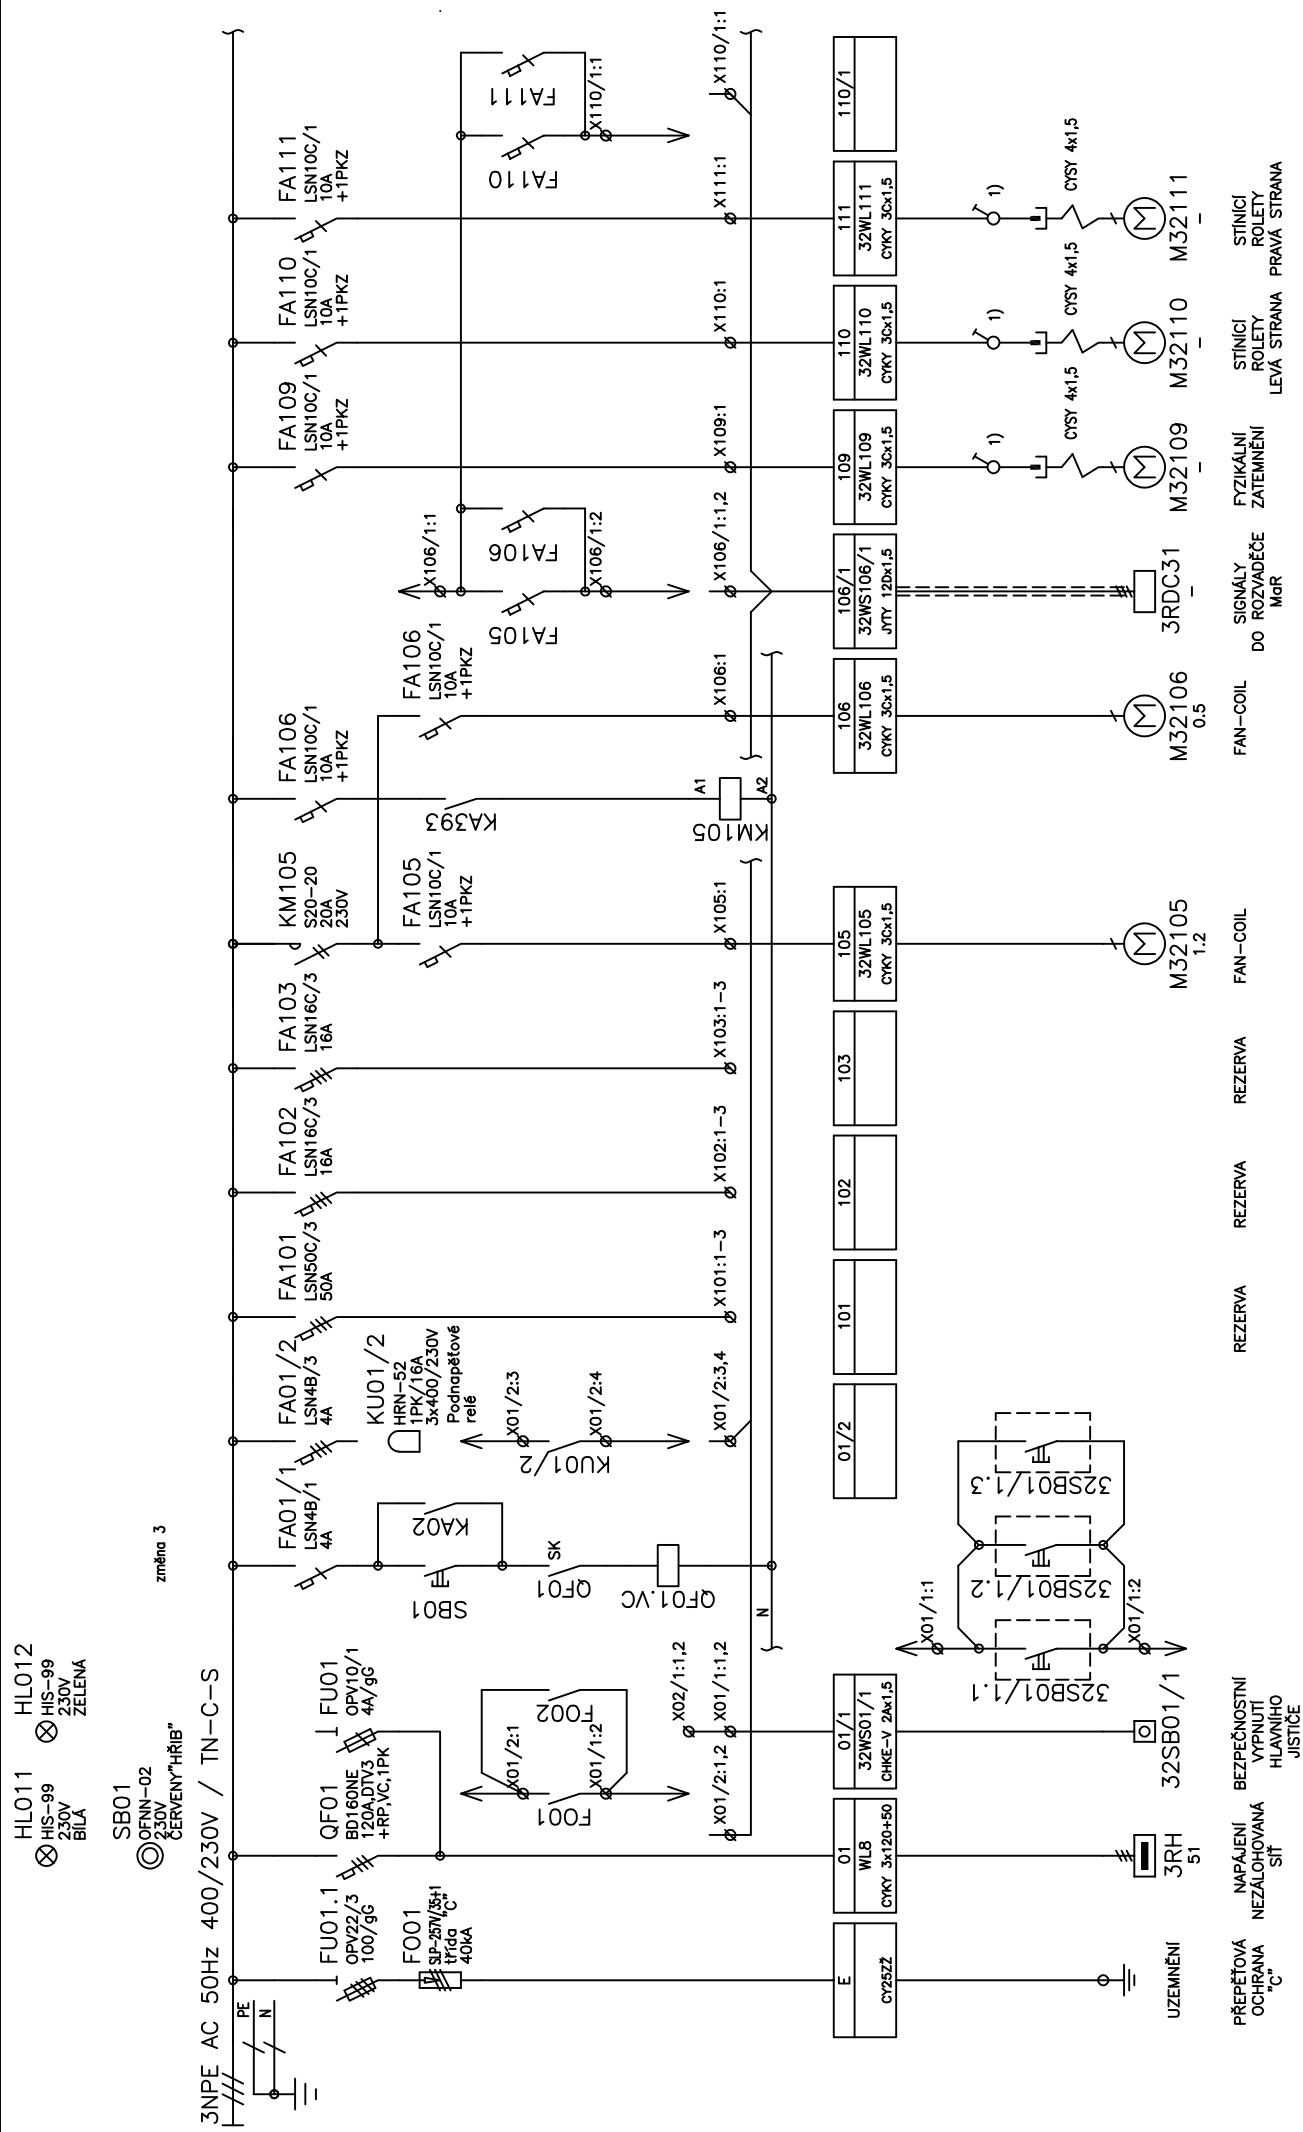 HL011
HIS-99
230V
BÍLÁ
HL012
HIS-99
230V
ZELENÁ
SB01
OFNN-02
230V
ČERVENY"HŘIB"
změna 3
3NPE AC 50Hz 400/230V / TN-C-S
PE
N
FU01.1
OPV22/3
100/gG
FO01
SLP-257V/3S+1
třída "C"
40kA
QF01
BD160NE
120A,DTV3
+RP,VC,1PK
FU01
OPV10/1
4A/gG
FA01/1
LSN4B/1
4A
FA01/2
LSN4B/3
4A
KU01/2
HRN-52
1PK/16A
3x400/230V
Podnapěťové
relé
FA101
LSN50C/3
50A
FA102
LSN16C/3
16A
FA103
LSN16C/3
16A
KM105
S20-20
20A
230V
FA105
LSN10C/1
10A
+1PKZ
FA106
LSN10C/1
10A
+1PKZ
FA106
LSN10C/1
10A
+1PKZ
FA109
LSN10C/1
10A
+1PKZ
FA110
LSN10C/1
10A
+1PKZ
FA111
LSN10C/1
10A
+1PKZ
X01/2:1
FO01
X01/1:2
FO02
SB01
KA02
QF01
SK
QF01.VC
X01/2:3
KU01/2
X01/2:4
KA393
A1
KM105
A2
X106/1:1
FA105
FA106
X106/1:2
FA110
FA111
X110/1:1
N
X01/2:1,2
X02/1:1,2
X01/1:1,2
X01/2:3,4
X101:1-3
X102:1-3
X103:1-3
X105:1
X106:1
X106/1:1,2
X109:1
X110:1
X111:1
X110/1:1
E
CY25ZŽ
01
WL8
CYKY 3x120+50
01/1
32WS01/1
CHKE-V 2Ax1,5
01/2
101
102
103
105
32WL105
CYKY 3Cx1,5
106
32WL106
CYKY 3Cx1,5
106/1
32WS106/1
JYTY 12Dx1,5
109
32WL109
CYKY 3Cx1,5
110
32WL110
CYKY 3Cx1,5
111
32WL111
CYKY 3Cx1,5
110/1
X01/1:1
32SB01/1.1
32SB01/1.2
32SB01/1.3
X01/1:2
1)
CYSY 4x1,5
1)
CYSY 4x1,5
1)
CYSY 4x1,5
UZEMNĚNÍ
PŘEPĚŤOVÁ
OCHRANA
"C"
3RH
51
NAPÁJENÍ
NEZÁLOHOVANÁ
SÍŤ
32SB01/1
BEZPEČNOSTNÍ
VYPNUTÍ
HLAVNÍHO
JISTIČE
REZERVA
REZERVA
REZERVA
M
M32105
1.2
FAN-COIL
M
M32106
0.5
FAN-COIL
3RDC31
-
SIGNÁLY
DO ROZVADĚČE
MaR
M
M32109
-
FYZIKÁLNÍ
ZATEMNĚNÍ
M
M32110
-
STÍNÍCÍ
ROLETY
LEVÁ STRANA
M
M32111
-
STÍNÍCÍ
ROLETY
PRAVÁ STRANA